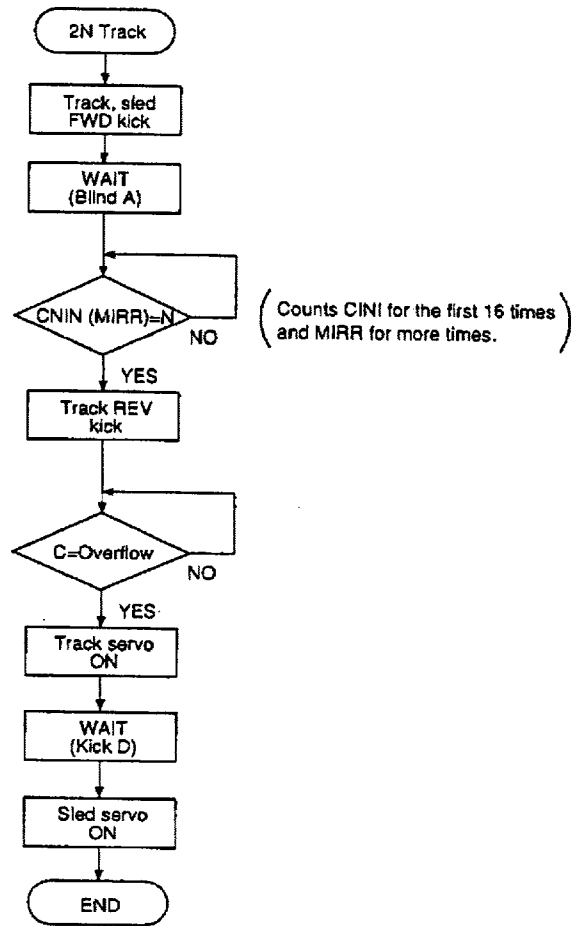 2N Track
Track, sled
FWD kick
WAIT
(Blind A)
CNIN (MIRR)=N
NO
(Counts CINI for the first 16 times
and MIRR for more times.)
YES
Track REV
kick
C=Overflow
NO
YES
Track servo
ON
WAIT
(Kick D)
Sled servo
ON
END